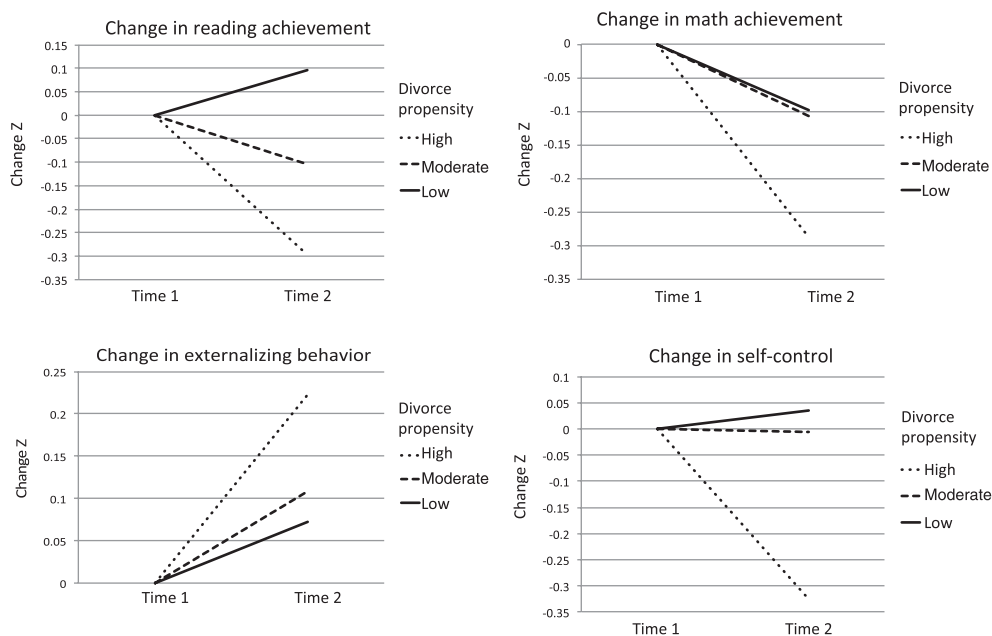 Change in reading achievement
0.15
0.1
0.05
0
-0.05
-0.1
-0.15
-0.2
-0.25
-0.3
-0.35
Change Z
Time 1 Time 2
Divorce
propensity
High
Moderate
Low
Change in math achievement
0
-0.05
-0.1
-0.15
-0.2
-0.25
-0.3
-0.35
Change Z
Time 1 Time 2
Divorce
propensity
High
Moderate
Low
Change in externalizing behavior
0.25
0.2
0.15
0.1
0.05
0
Change Z
Time 1 Time 2
Divorce
propensity
High
Moderate
Low
Change in self-control
0.1
0.05
0
-0.05
-0.1
-0.15
-0.2
-0.25
-0.3
-0.35
Change Z
Time 1 Time 2
Divorce
propensity
High
Moderate
Low